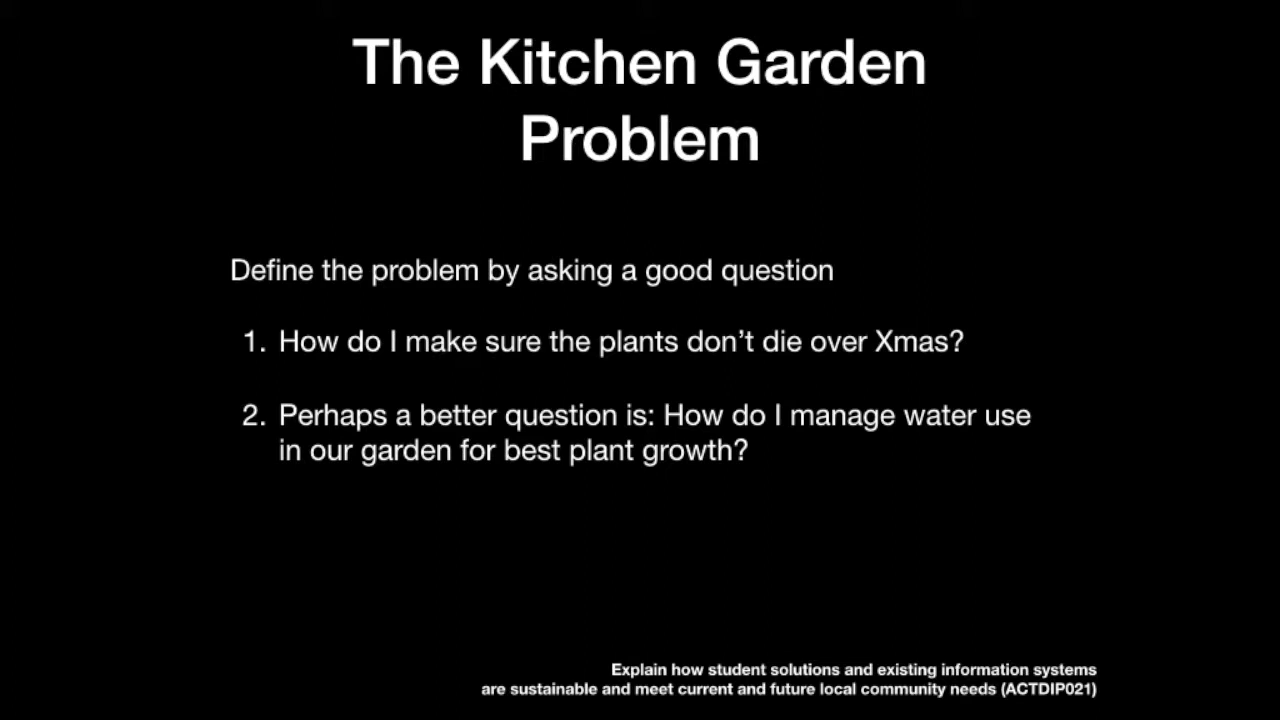 The Kitchen Garden
Problem
Define the problem by asking a good question
1. How do I make sure the plants don’t die over Xmas?
2. Perhaps a better question is: How do I manage water use
in our garden for best plant growth?
Explain how student solutions and existing information systems
are sustainable and meet current and future local community needs (ACTDIP021)